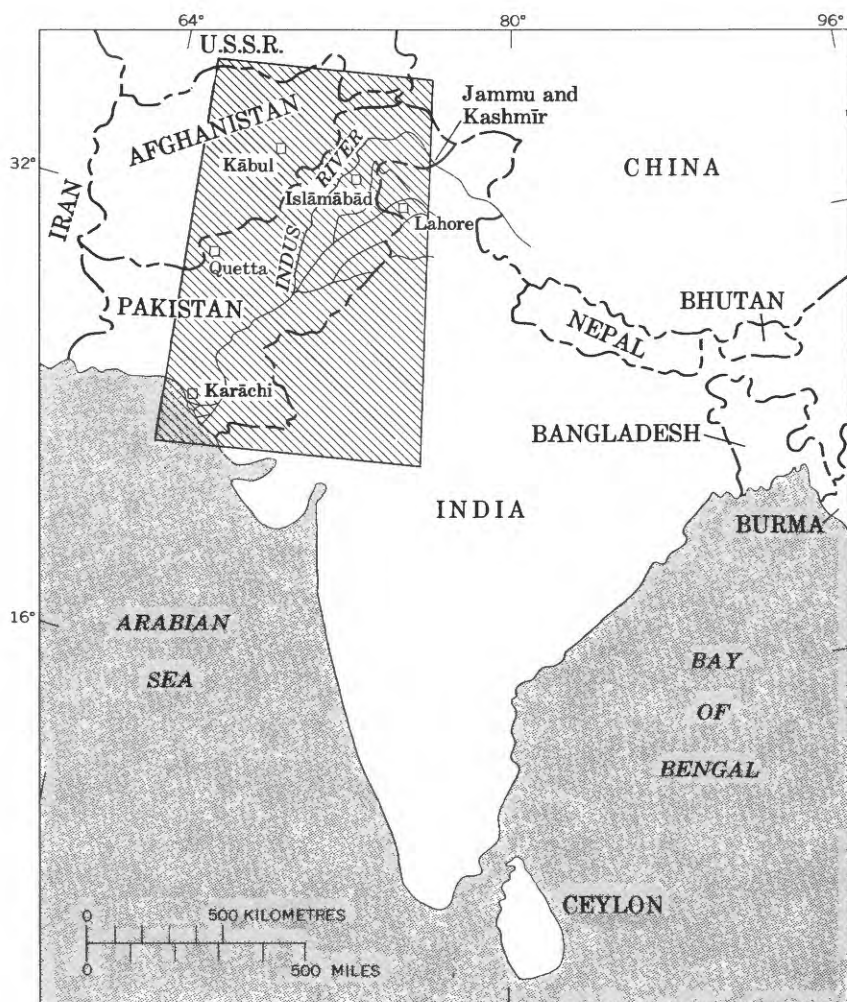 64° 80° 96°
U.S.S.R.
Jammu and
Kashmīr
AFGHANISTAN
Kābul
32°
CHINA
RIVER
Islāmābād
IRAN
Lahore
INDUS
Quetta
PAKISTAN
BHUTAN
NEPAL
Karāchi
BANGLADESH
INDIA
BURMA
16°
ARABIAN
SEA
BAY
OF
BENGAL
CEYLON
0 500 KILOMETRES
0 500 MILES